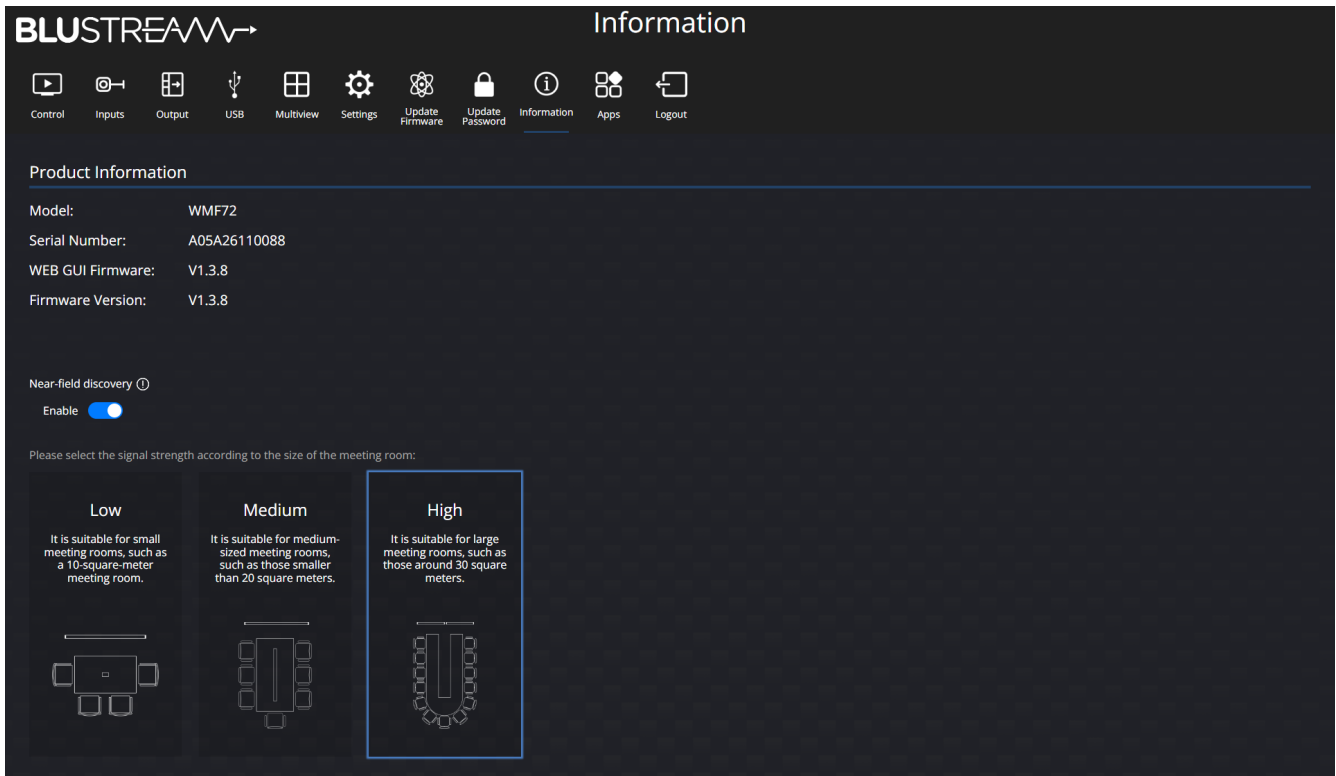 BLUSTREAM
Information
Control
Inputs
Output
USB
Multiview
Settings
Update
Firmware
Update
Password
Information
Apps
Logout
Product Information
Model: WMF72
Serial Number: A05A26110088
WEB GUI Firmware: V1.3.8
Firmware Version: V1.3.8
Near-field discovery
Enable
Please select the signal strength according to the size of the meeting room:
Low
It is suitable for small
meeting rooms, such as
a 10-square-meter
meeting room.
Medium
It is suitable for medium-
sized meeting rooms,
such as those smaller
than 20 square meters.
High
It is suitable for large
meeting rooms, such as
those around 30 square
meters.